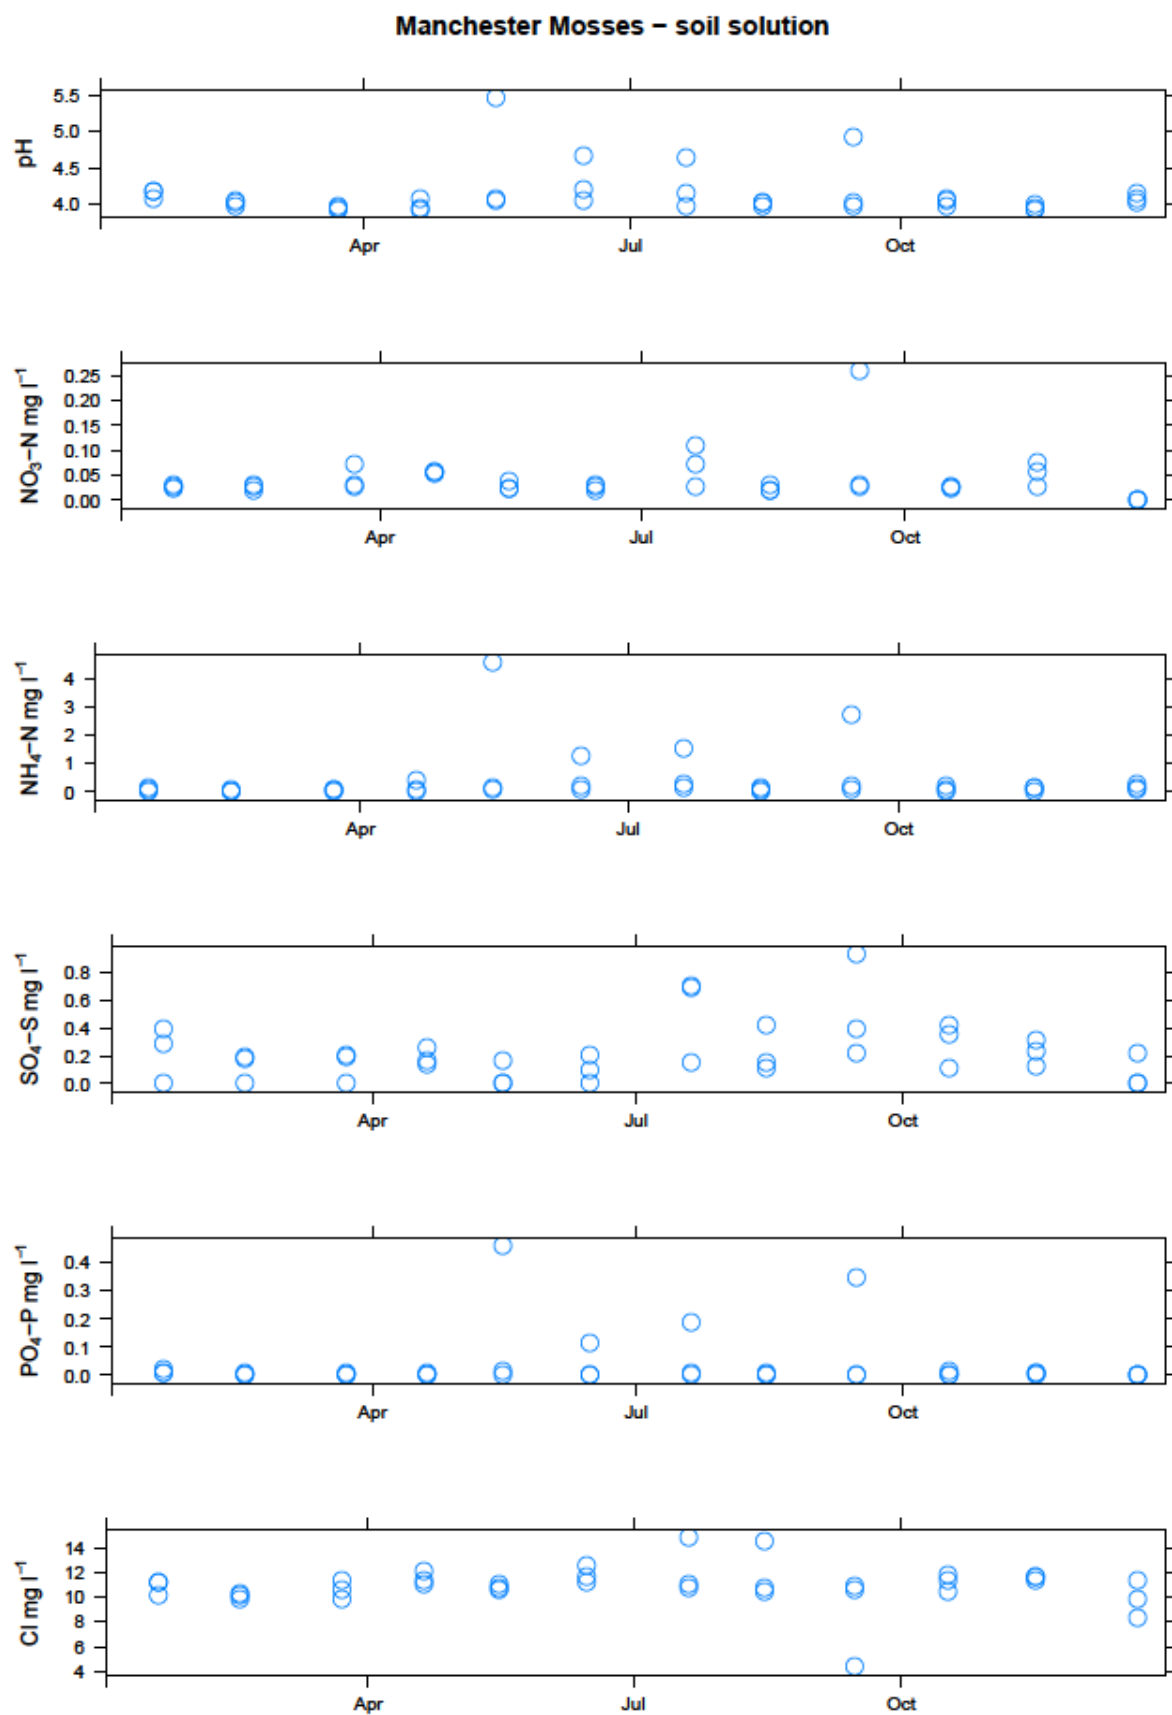 Manchester Mosses − soil solution
pH
5.5
5.0
4.5
4.0
Apr Jul Oct
NO₃−N mg l⁻¹
0.25
0.20
0.15
0.10
0.05
0.00
Apr Jul Oct
NH₄−N mg l⁻¹
4
3
2
1
0
Apr Jul Oct
SO₄−S mg l⁻¹
0.8
0.6
0.4
0.2
0.0
Apr Jul Oct
PO₄−P mg l⁻¹
0.4
0.3
0.2
0.1
0.0
Apr Jul Oct
Cl mg l⁻¹
14
12
10
8
6
4
Apr Jul Oct